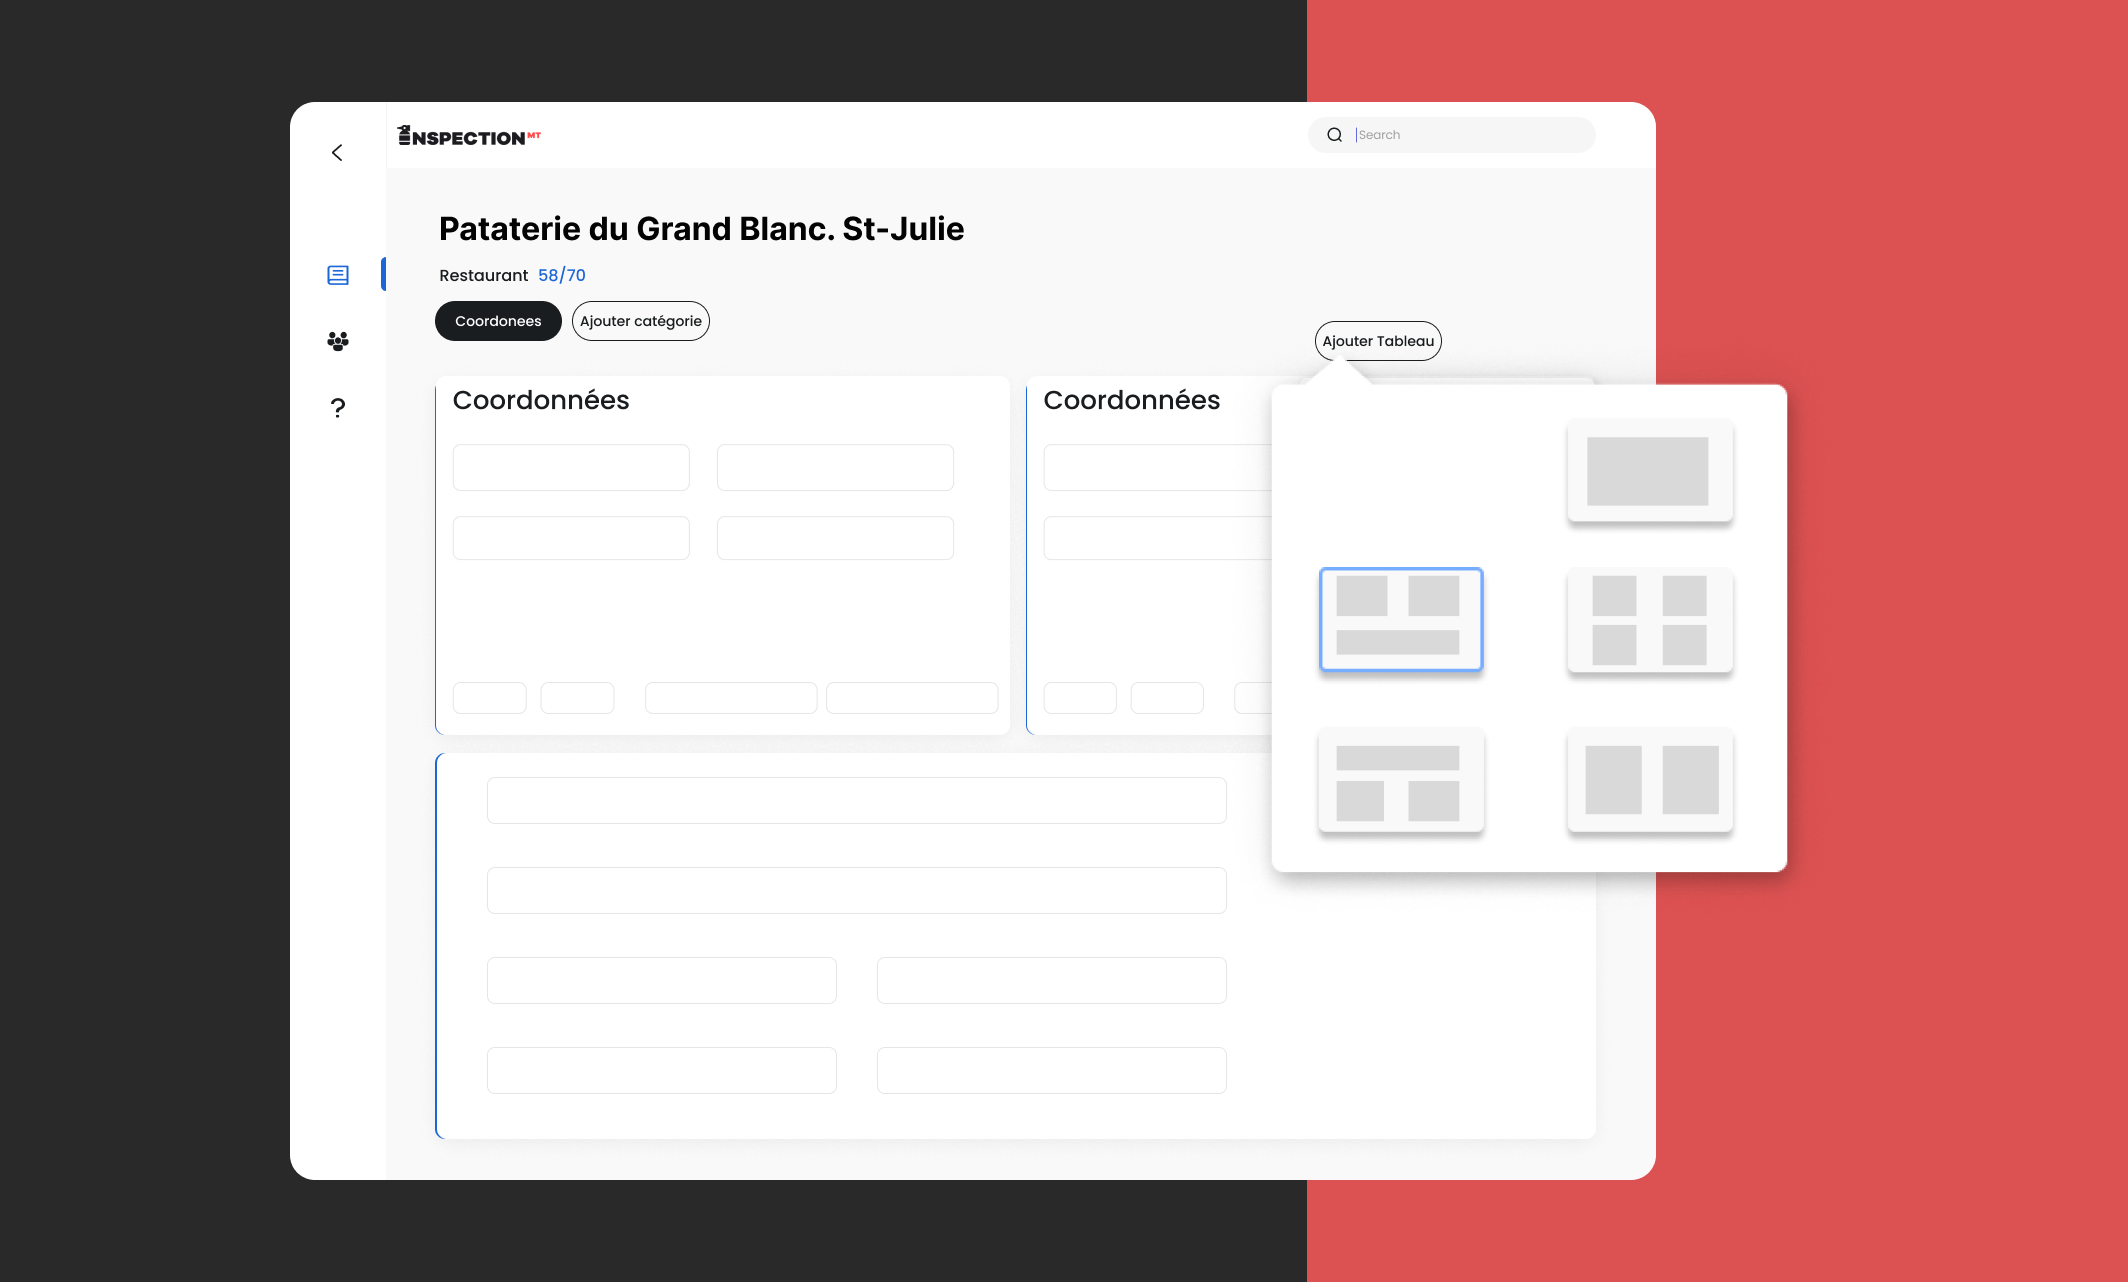 INSPECTION MT
Search
Pataterie du Grand Blanc. St-Julie
Restaurant 58/70
Coordonees
Ajouter catégorie
Ajouter Tableau
Coordonnées
Coordonnées
?